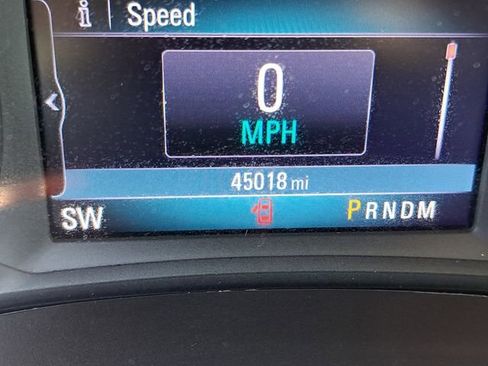 i Speed
0
MPH
45018 mi
SW PRNDM